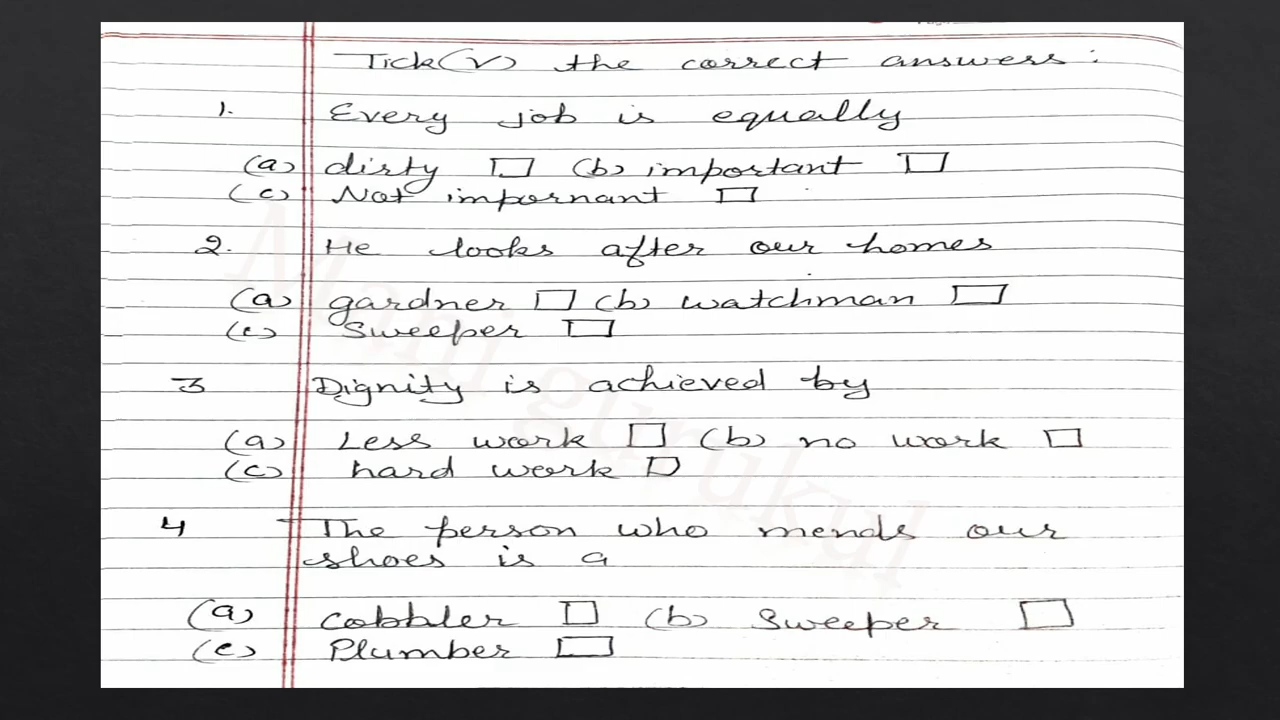 Tick(✓) the correct answers:
1. Every job is equally
(a) dirty □ (b) important □
(c) Not impornant □
2. He looks after our homes
(a) gardner □ (b) watchman □
(c) Sweeper □
3 Dignity is achieved by
(a) Less work □ (b) no work □
(c) hard work □
4 The person who mends our
shoes is a
(a) cobbler □ (b) Sweeper □
(c) Plumber □
Mani gurukul